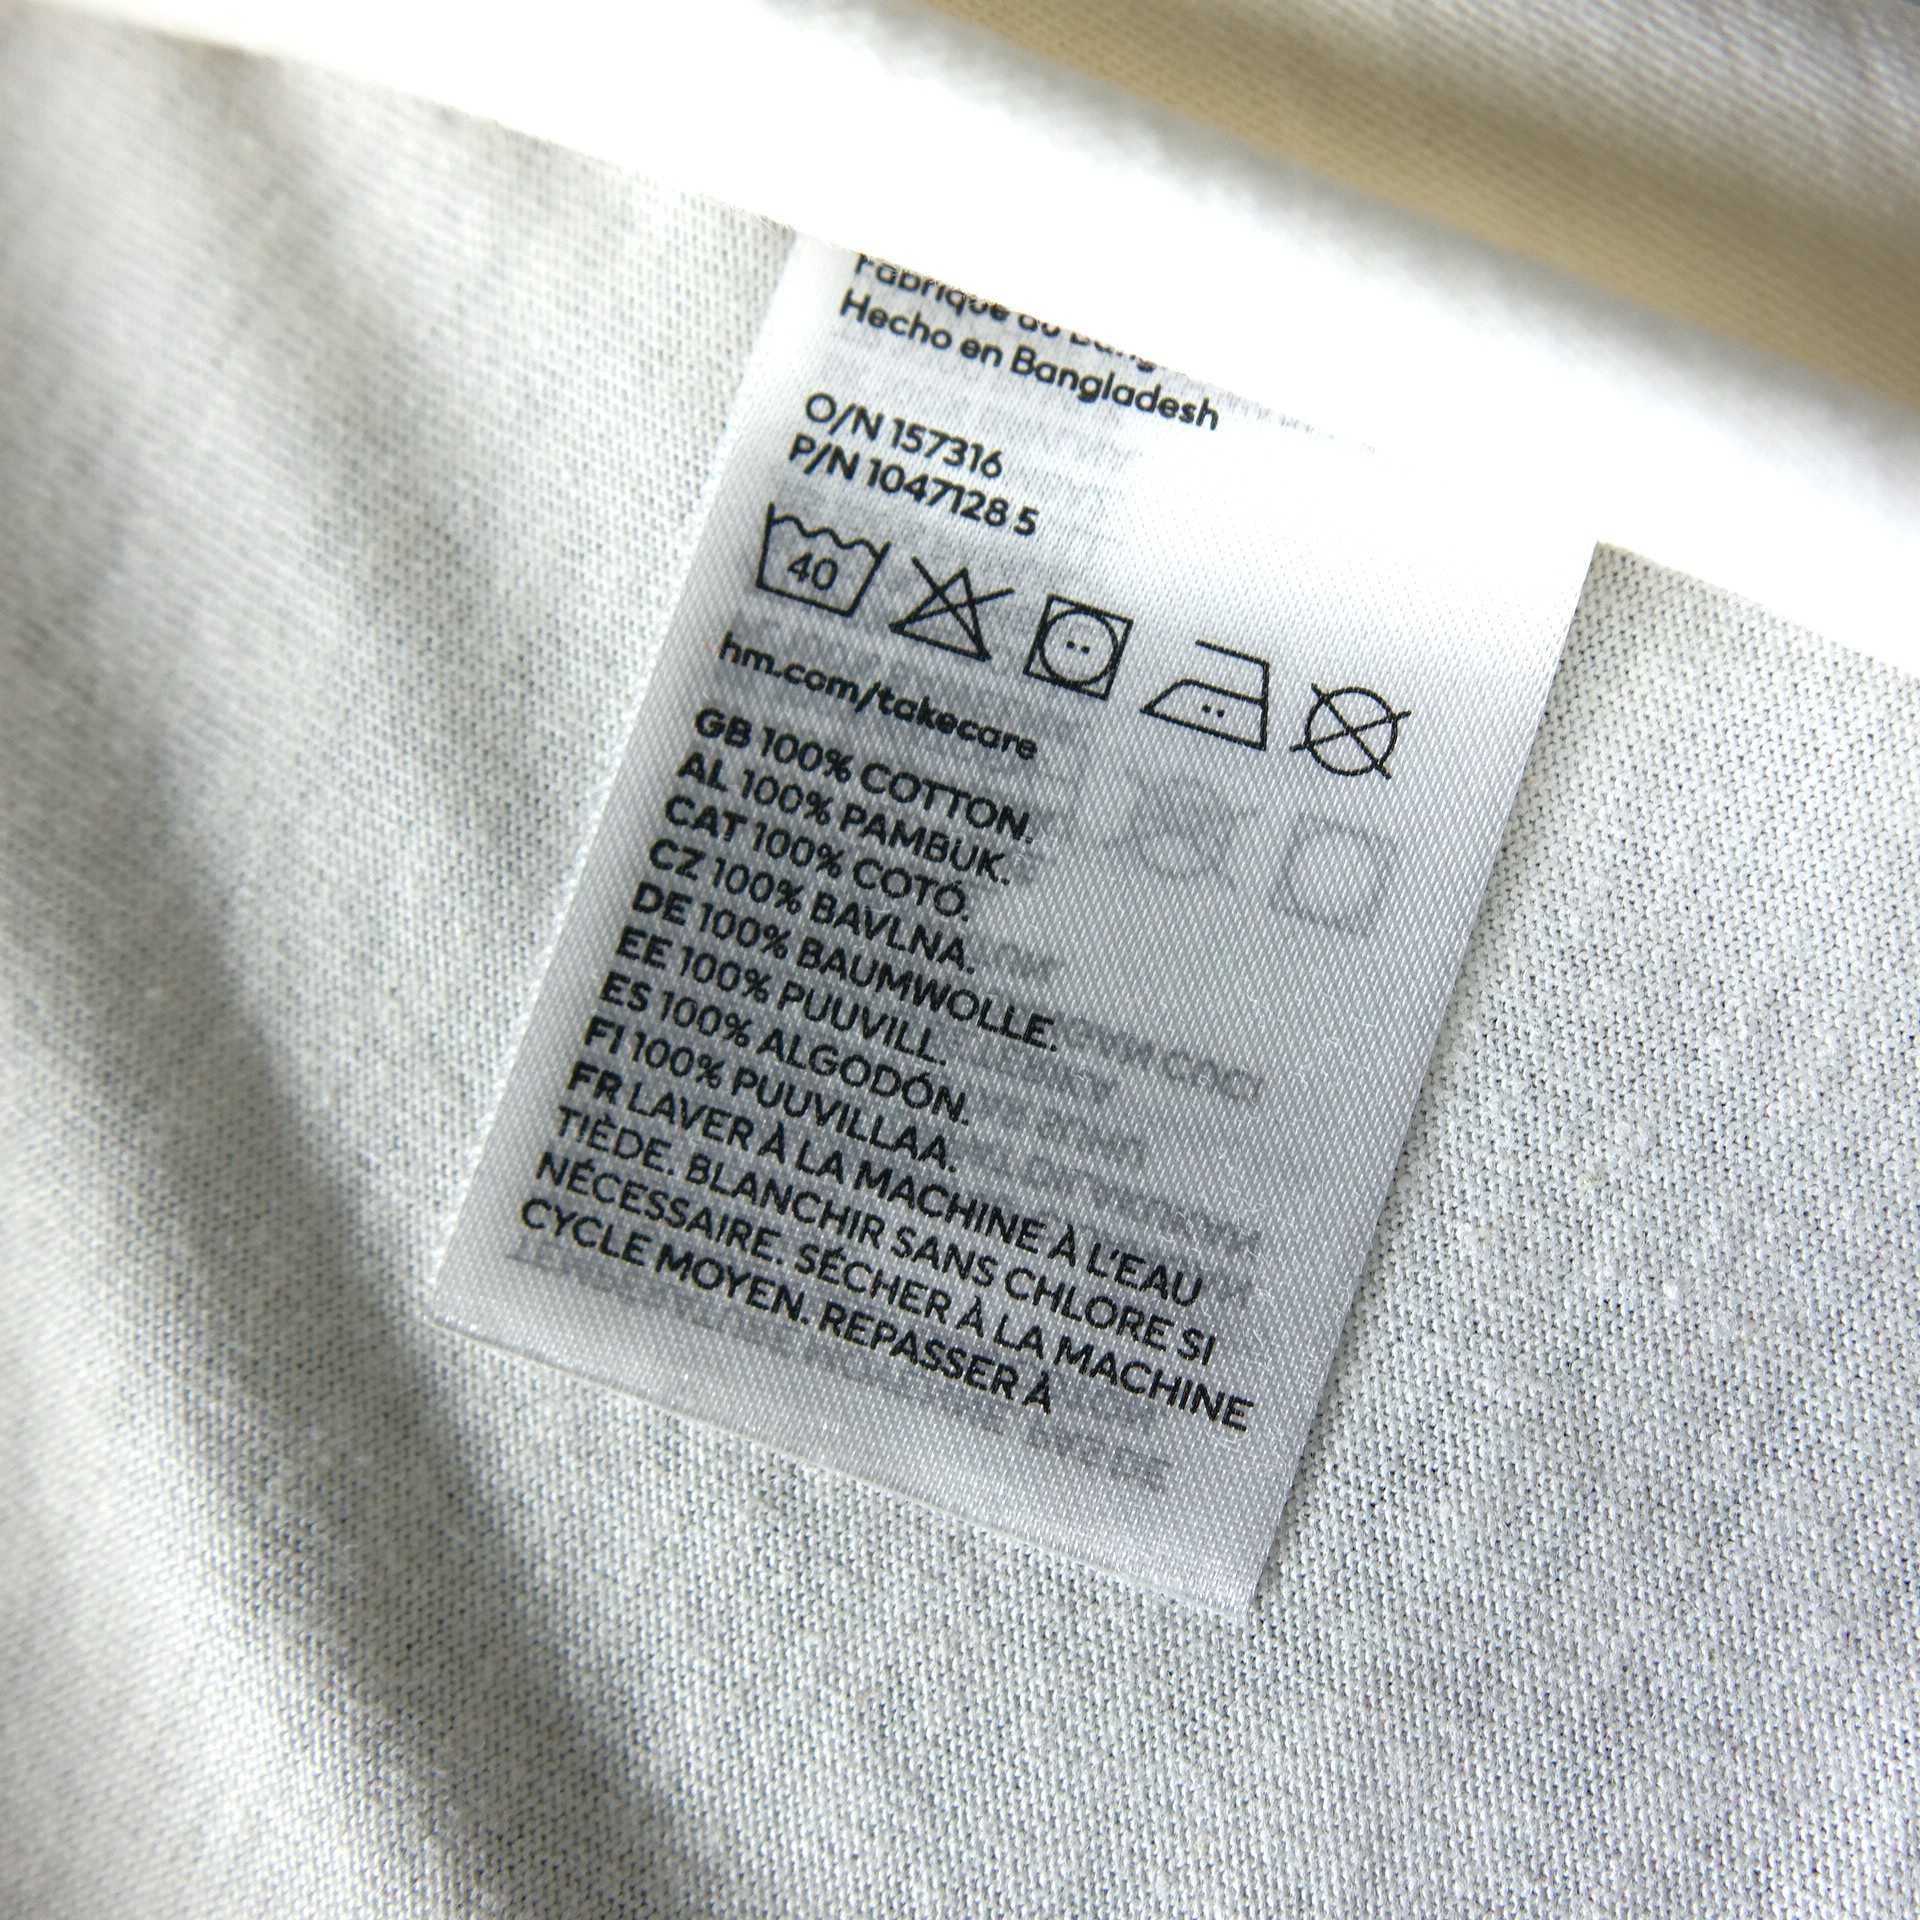 Fabriqué au
Hecho en Bangladesh
O/N 157316
P/N 1047128 5
40
hm.com/takecare
GB 100% COTTON.
AL 100% PAMBUK.
CAT 100% COTÓ.
CZ 100% BAVLNA.
DE 100% BAUMWOLLE.
EE 100% PUUVILL.
ES 100% ALGODÓN.
FI 100% PUUVILLAA.
FR LAVER À LA MACHINE À L'EAU
TIÈDE. BLANCHIR SANS CHLORE SI
NÉCESSAIRE. SÉCHER À LA MACHINE
CYCLE MOYEN. REPASSER À